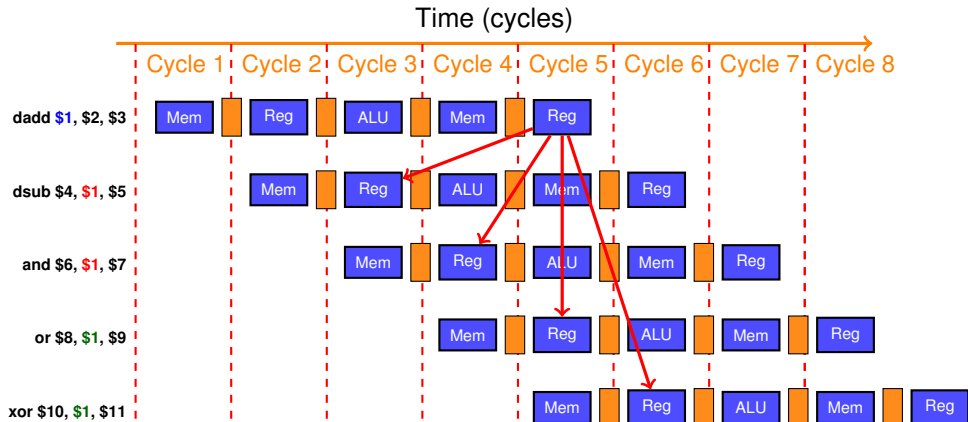 Time (cycles)
Cycle 1 Cycle 2 Cycle 3 Cycle 4 Cycle 5 Cycle 6 Cycle 7 Cycle 8
dadd $1, $2, $3 Mem Reg ALU Mem Reg
dsub $4, $1, $5 Mem Reg ALU Mem Reg
and $6, $1, $7 Mem Reg ALU Mem Reg
or $8, $1, $9 Mem Reg ALU Mem Reg
xor $10, $1, $11 Mem Reg ALU Mem Reg